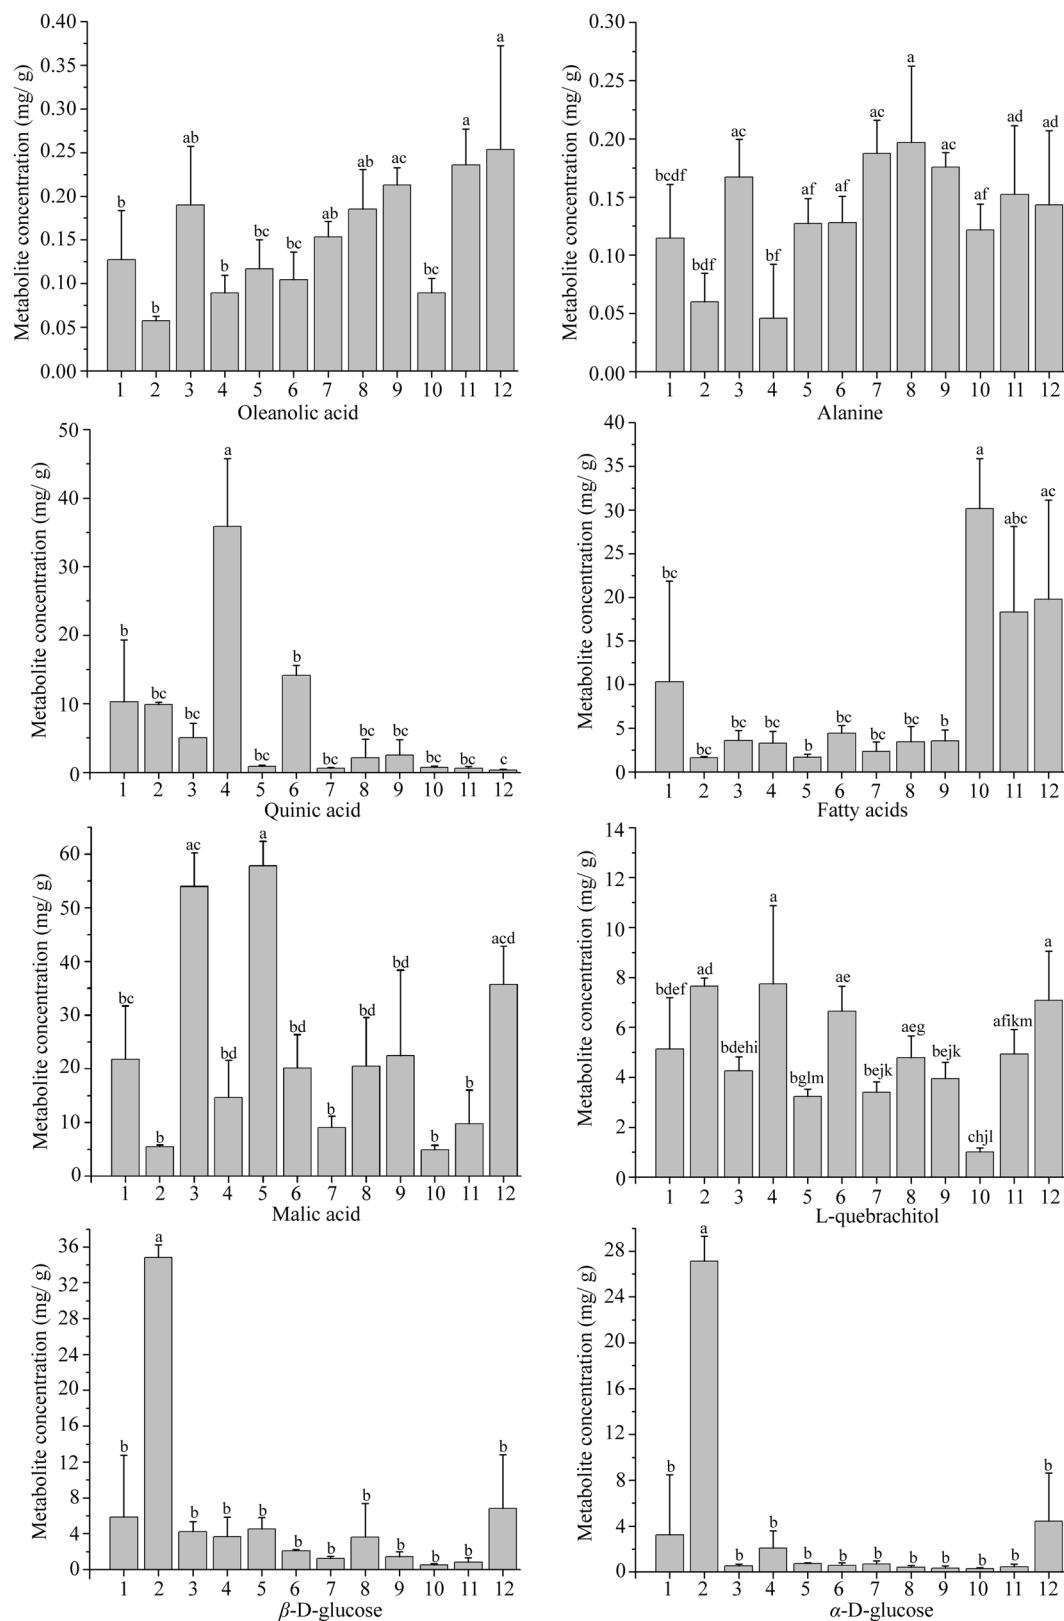 Metabolite concentration (mg/ g)
0.40
0.35
0.30
0.25
0.20
0.15
0.10
0.05
0.00
b b ab b bc bc ab ab ac bc a a
1 2 3 4 5 6 7 8 9 10 11 12
Oleanolic acid
Metabolite concentration (mg/ g)
0.30
0.25
0.20
0.15
0.10
0.05
0.00
bcdf bdf ac bf af af ac a ac af ad ad
1 2 3 4 5 6 7 8 9 10 11 12
Alanine
Metabolite concentration (mg/ g)
50
40
30
20
10
0
b bc bc a bc b bc bc bc bc bc c
1 2 3 4 5 6 7 8 9 10 11 12
Quinic acid
Metabolite concentration (mg/ g)
40
35
30
25
20
15
10
5
0
bc bc bc bc b bc bc bc b a abc ac
1 2 3 4 5 6 7 8 9 10 11 12
Fatty acids
Metabolite concentration (mg/ g)
60
50
40
30
20
10
0
bc b ac bd a bd b bd bd b b acd
1 2 3 4 5 6 7 8 9 10 11 12
Malic acid
Metabolite concentration (mg/ g)
14
12
10
8
6
4
2
0
bdef ad bdehi a bglm ae bejk aeg bejk chjl afikm a
1 2 3 4 5 6 7 8 9 10 11 12
L-quebrachitol
Metabolite concentration (mg/ g)
36
32
28
24
20
16
12
8
4
0
b a b b b b b b b b b b
1 2 3 4 5 6 7 8 9 10 11 12
β-D-glucose
Metabolite concentration (mg/ g)
28
24
20
16
12
8
4
0
b a b b b b b b b b b b
1 2 3 4 5 6 7 8 9 10 11 12
α-D-glucose